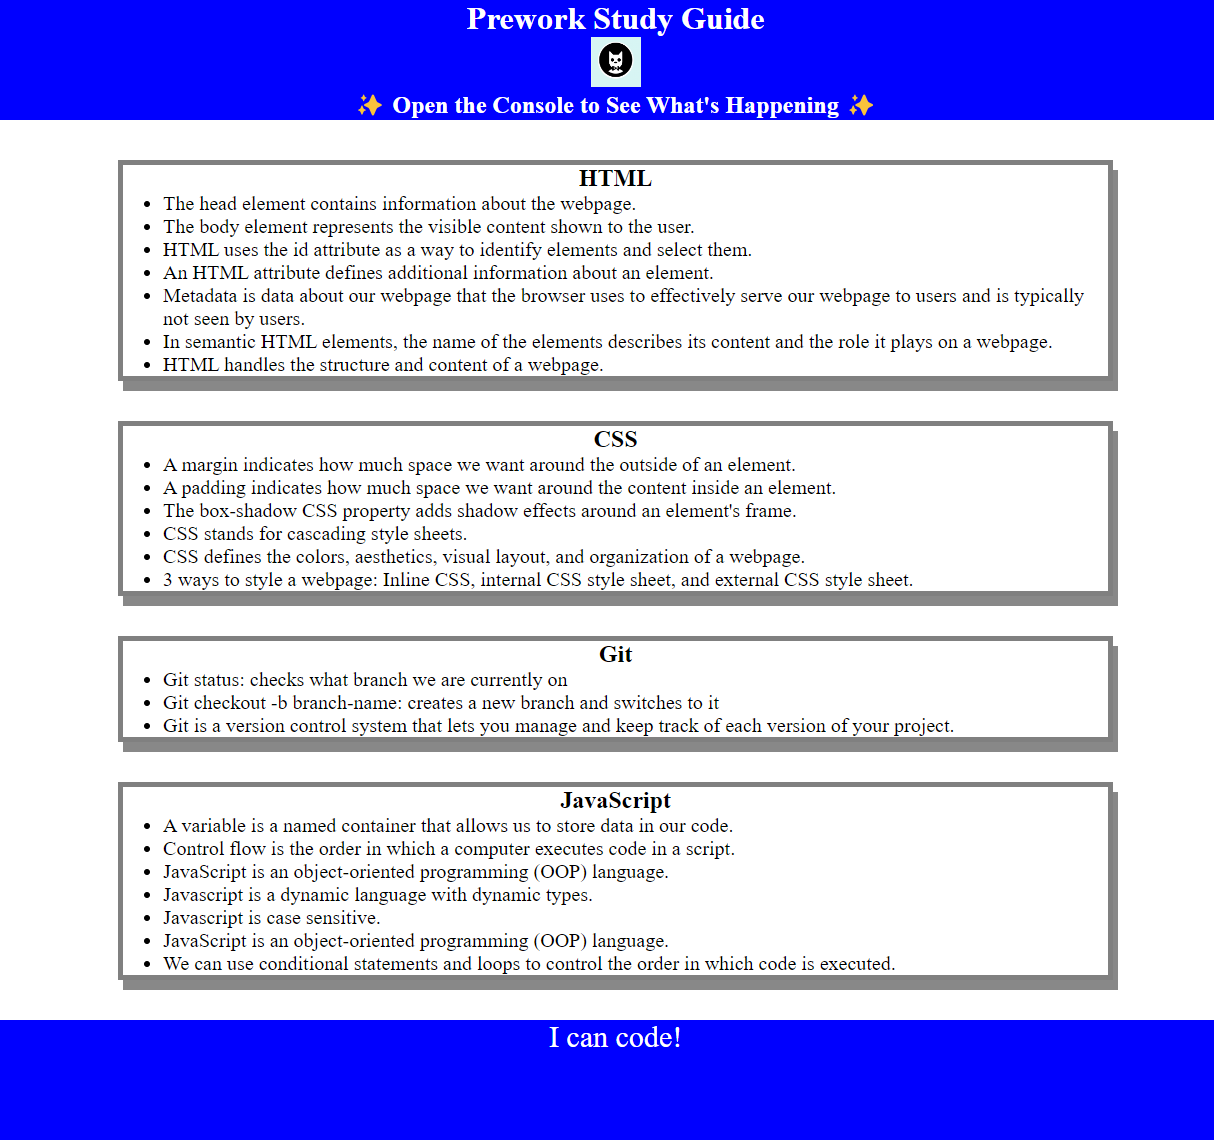 Prework Study Guide
✨ Open the Console to See What's Happening ✨
HTML
• The head element contains information about the webpage.
• The body element represents the visible content shown to the user.
• HTML uses the id attribute as a way to identify elements and select them.
• An HTML attribute defines additional information about an element.
• Metadata is data about our webpage that the browser uses to effectively serve our webpage to users and is typically
not seen by users.
• In semantic HTML elements, the name of the elements describes its content and the role it plays on a webpage.
• HTML handles the structure and content of a webpage.
CSS
• A margin indicates how much space we want around the outside of an element.
• A padding indicates how much space we want around the content inside an element.
• The box-shadow CSS property adds shadow effects around an element's frame.
• CSS stands for cascading style sheets.
• CSS defines the colors, aesthetics, visual layout, and organization of a webpage.
• 3 ways to style a webpage: Inline CSS, internal CSS style sheet, and external CSS style sheet.
Git
• Git status: checks what branch we are currently on
• Git checkout -b branch-name: creates a new branch and switches to it
• Git is a version control system that lets you manage and keep track of each version of your project.
JavaScript
• A variable is a named container that allows us to store data in our code.
• Control flow is the order in which a computer executes code in a script.
• JavaScript is an object-oriented programming (OOP) language.
• Javascript is a dynamic language with dynamic types.
• Javascript is case sensitive.
• JavaScript is an object-oriented programming (OOP) language.
• We can use conditional statements and loops to control the order in which code is executed.
I can code!